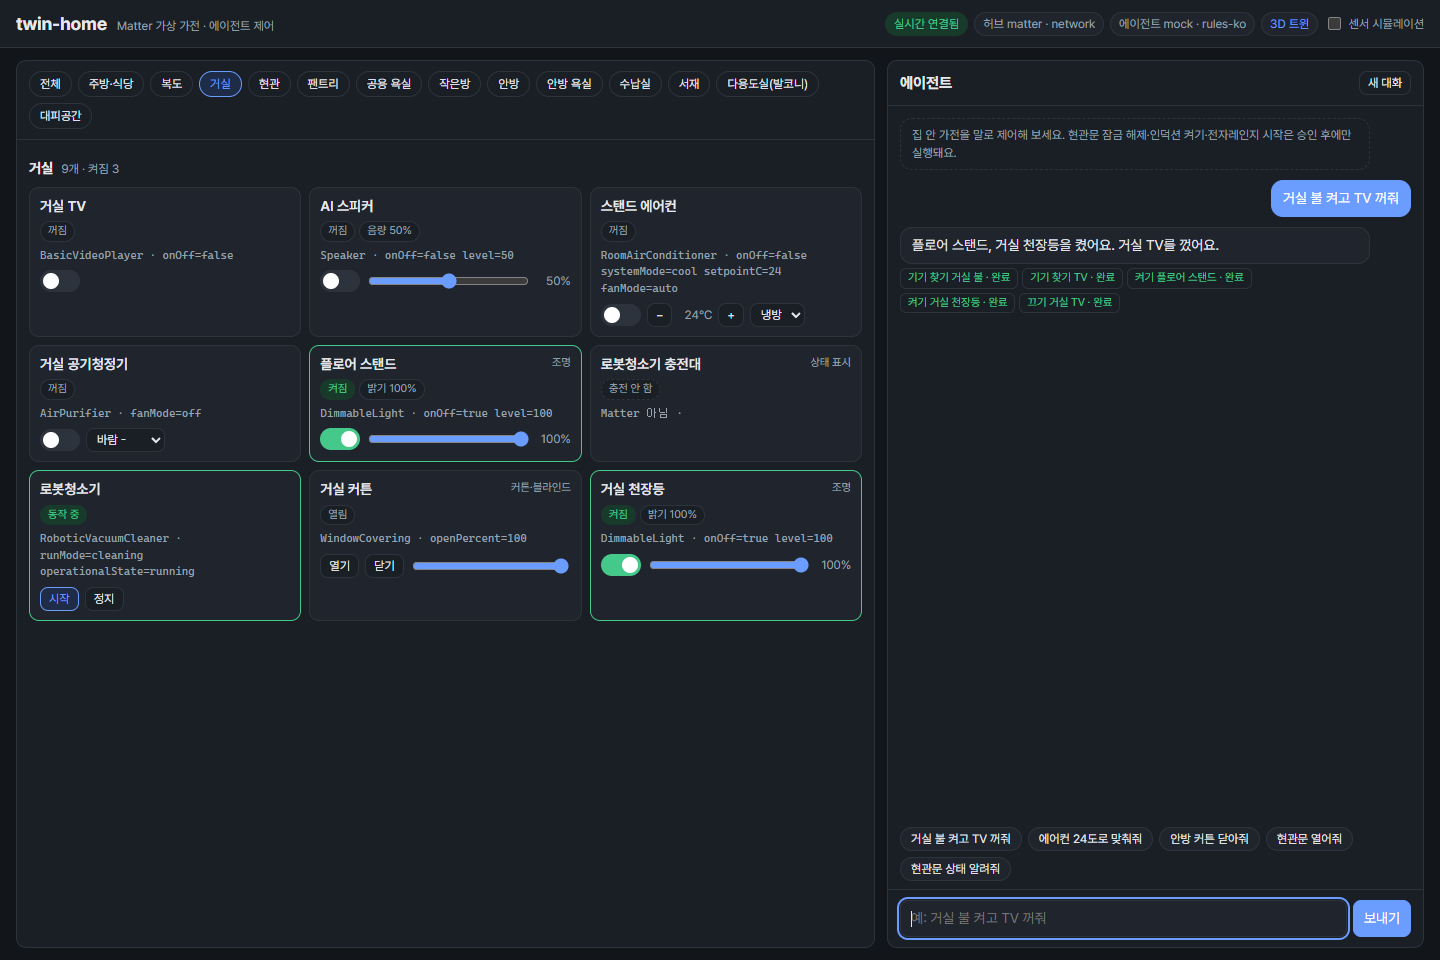 twin-home Matter 가상 가전 · 에이전트 제어
실시간 연결됨 허브 matter · network 에이전트 mock · rules-ko 3D 트윈 센서 시뮬레이션
전체 주방·식당 복도 거실 현관 팬트리 공용 욕실 작은방 안방 안방 욕실 수납실 서재 다용도실(발코니)
대피공간
거실 9개 · 켜짐 3
거실 TV
꺼짐
BasicVideoPlayer · onOff=false
AI 스피커
꺼짐 음량 50%
Speaker · onOff=false level=50
50%
스탠드 에어컨
꺼짐
RoomAirConditioner · onOff=false
systemMode=cool setpointC=24
fanMode=auto
− 24°C + 냉방
거실 공기청정기
꺼짐
AirPurifier · fanMode=off
바람 -
플로어 스탠드 조명
켜짐 밝기 100%
DimmableLight · onOff=true level=100
100%
로봇청소기 충전대 상태 표시
충전 안 함
Matter 아님 ·
로봇청소기
동작 중
RoboticVacuumCleaner ·
runMode=cleaning
operationalState=running
시작 정지
거실 커튼 커튼·블라인드
열림
WindowCovering · openPercent=100
열기 닫기
거실 천장등 조명
켜짐 밝기 100%
DimmableLight · onOff=true level=100
100%
에이전트 새 대화
집 안 가전을 말로 제어해 보세요. 현관문 잠금 해제·인덕션 켜기·전자레인지 시작은 승인 후에만
실행돼요.
거실 불 켜고 TV 꺼줘
플로어 스탠드, 거실 천장등을 켰어요. 거실 TV를 껐어요.
기기 찾기 거실 불 · 완료 기기 찾기 TV · 완료 켜기 플로어 스탠드 · 완료
켜기 거실 천장등 · 완료 끄기 거실 TV · 완료
거실 불 켜고 TV 꺼줘 에어컨 24도로 맞춰줘 안방 커튼 닫아줘 현관문 열어줘
현관문 상태 알려줘
예: 거실 불 켜고 TV 꺼줘 보내기